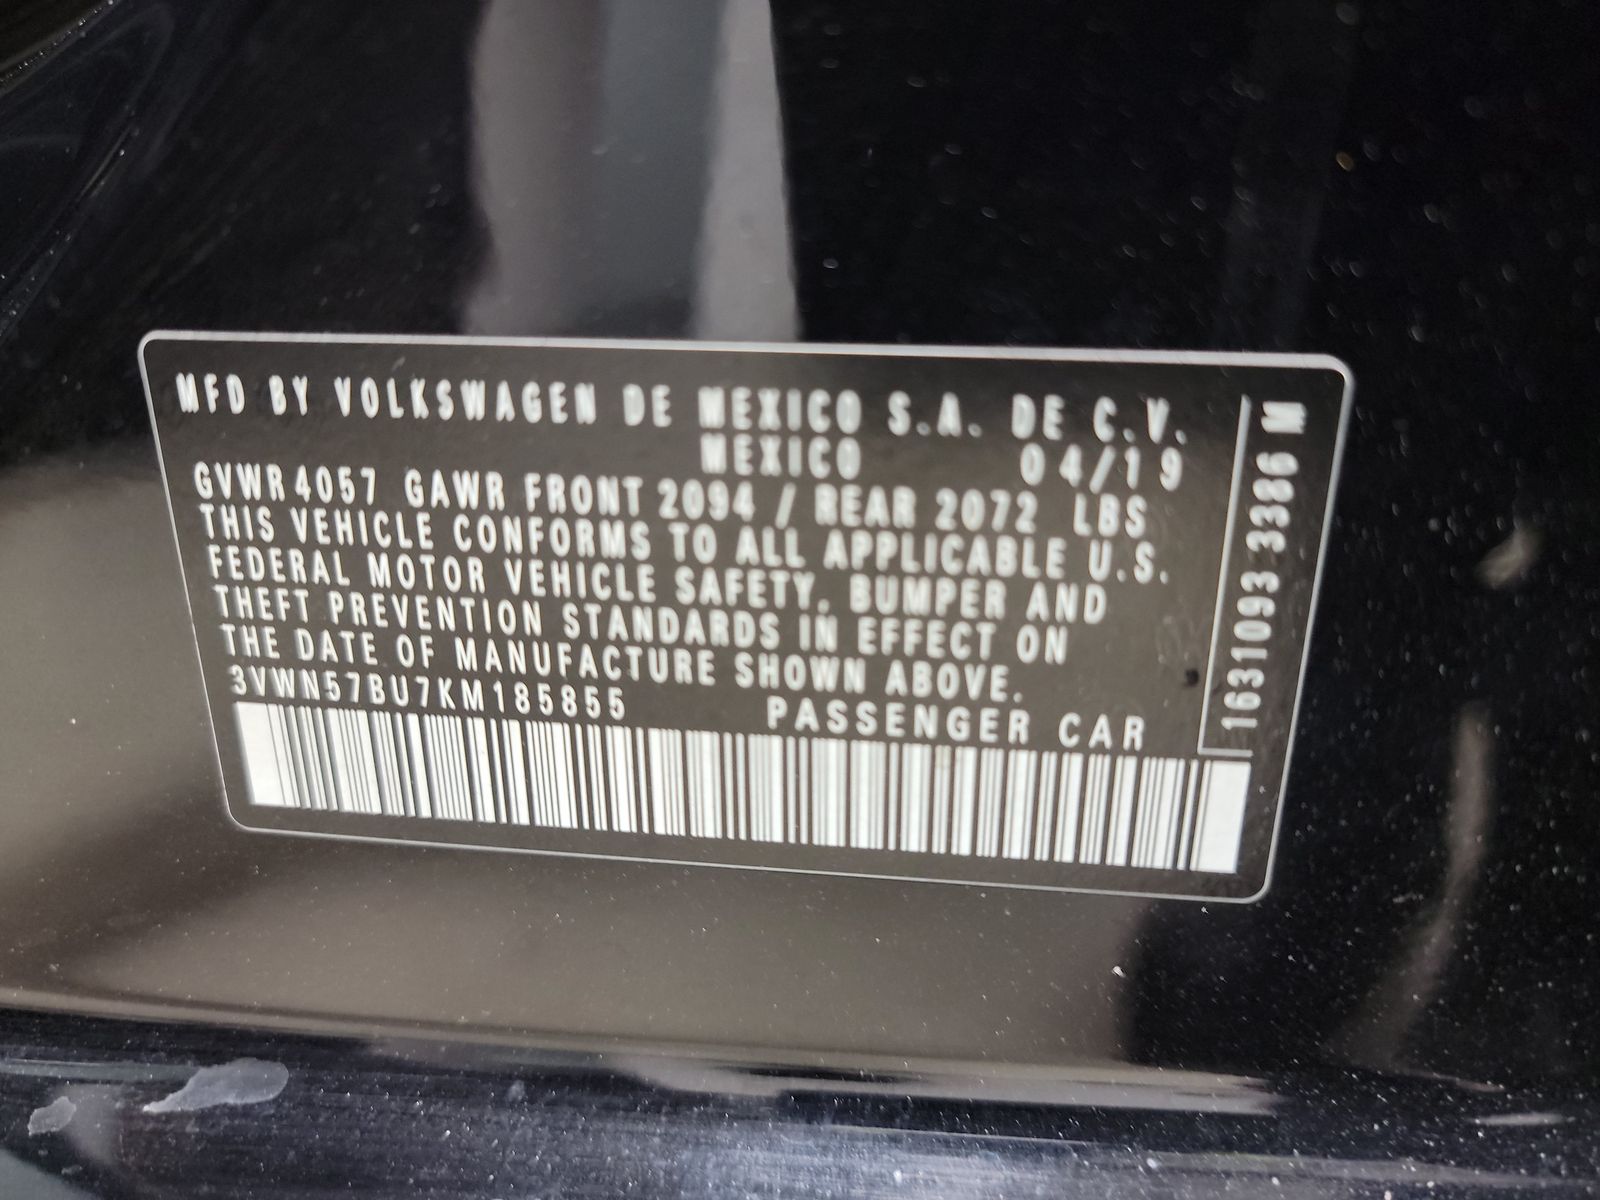 MFD BY VOLKSWAGEN DE MEXICO S.A. DE C.V.
MEXICO 04/19
GVWR 4057 GAWR FRONT 2094 / REAR 2072 LBS
THIS VEHICLE CONFORMS TO ALL APPLICABLE U.S.
FEDERAL MOTOR VEHICLE SAFETY, BUMPER AND
THEFT PREVENTION STANDARDS IN EFFECT ON
THE DATE OF MANUFACTURE SHOWN ABOVE.
3VWN57BU7KM185855 PASSENGER CAR
1631093 3386 M